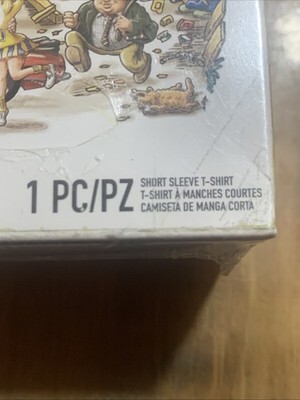 1 PC/PZ
SHORT SLEEVE T-SHIRT
T-SHIRT À MANCHES COURTES
CAMISETA DE MANGA CORTA